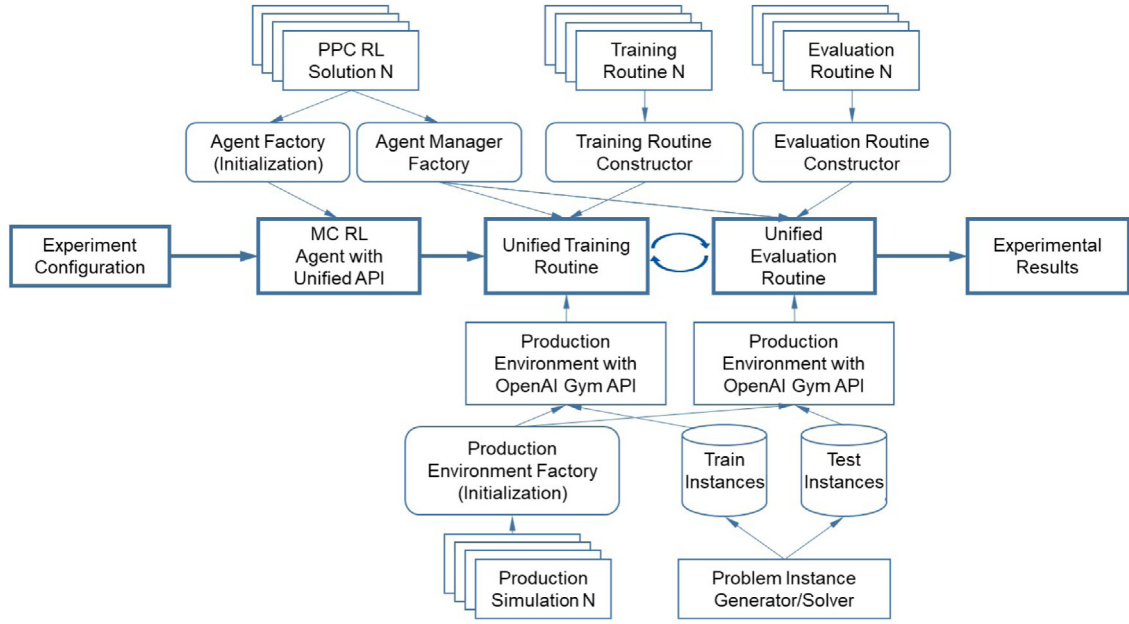 PPC RL
Solution N
Training
Routine N
Evaluation
Routine N
Agent Factory
(Initialization)
Agent Manager
Factory
Training Routine
Constructor
Evaluation Routine
Constructor
Experiment
Configuration
MC RL
Agent with
Unified API
Unified Training
Routine
Unified
Evaluation
Routine
Experimental
Results
Production
Environment with
OpenAI Gym API
Production
Environment with
OpenAI Gym API
Production
Environment Factory
(Initialization)
Train
Instances
Test
Instances
Production
Simulation N
Problem Instance
Generator/Solver